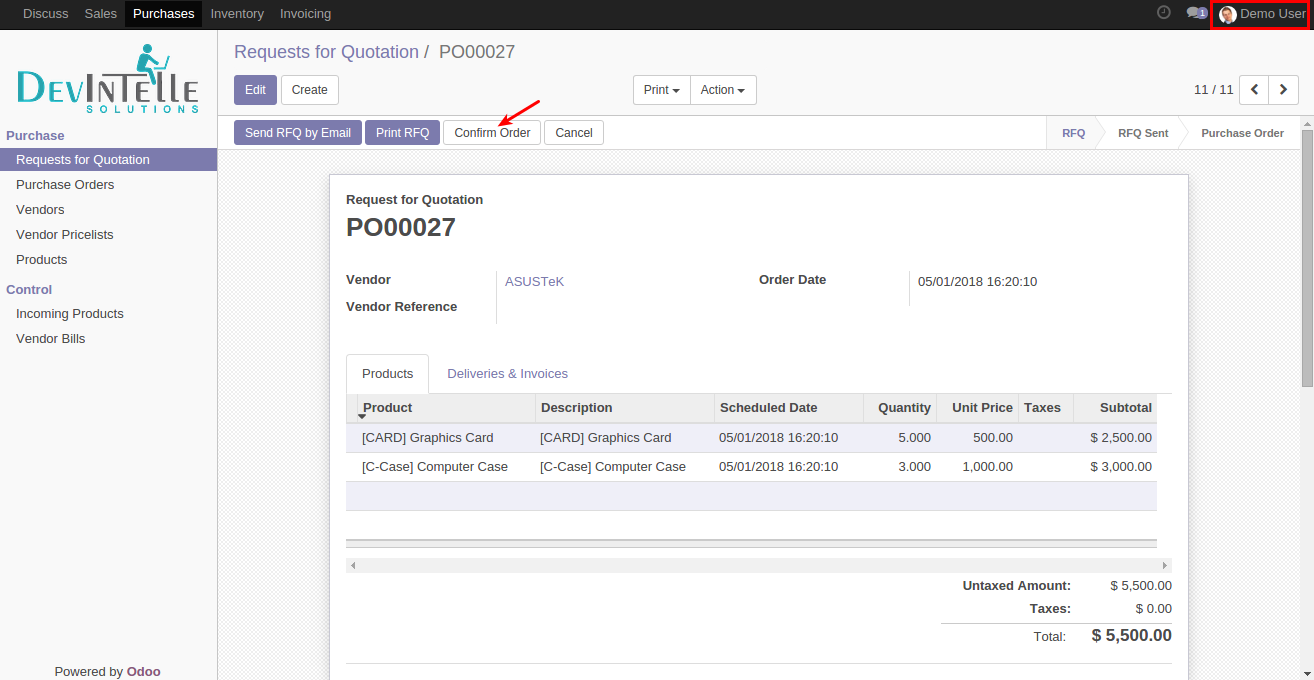 Discuss Sales Purchases Inventory Invoicing 1 Demo User
DEVINTELLE
SOLUTIONS
Requests for Quotation / PO00027
Edit Create Print Action 11 / 11
Send RFQ by Email Print RFQ Confirm Order Cancel RFQ RFQ Sent Purchase Order
Purchase
Requests for Quotation
Purchase Orders
Vendors
Vendor Pricelists
Products
Control
Incoming Products
Vendor Bills
Powered by Odoo
Request for Quotation
PO00027
Vendor ASUSTeK Order Date 05/01/2018 16:20:10
Vendor Reference
Products Deliveries & Invoices
Product Description Scheduled Date Quantity Unit Price Taxes Subtotal
[CARD] Graphics Card [CARD] Graphics Card 05/01/2018 16:20:10 5.000 500.00 $ 2,500.00
[C-Case] Computer Case [C-Case] Computer Case 05/01/2018 16:20:10 3.000 1,000.00 $ 3,000.00
Untaxed Amount: $ 5,500.00
Taxes: $ 0.00
Total: $ 5,500.00